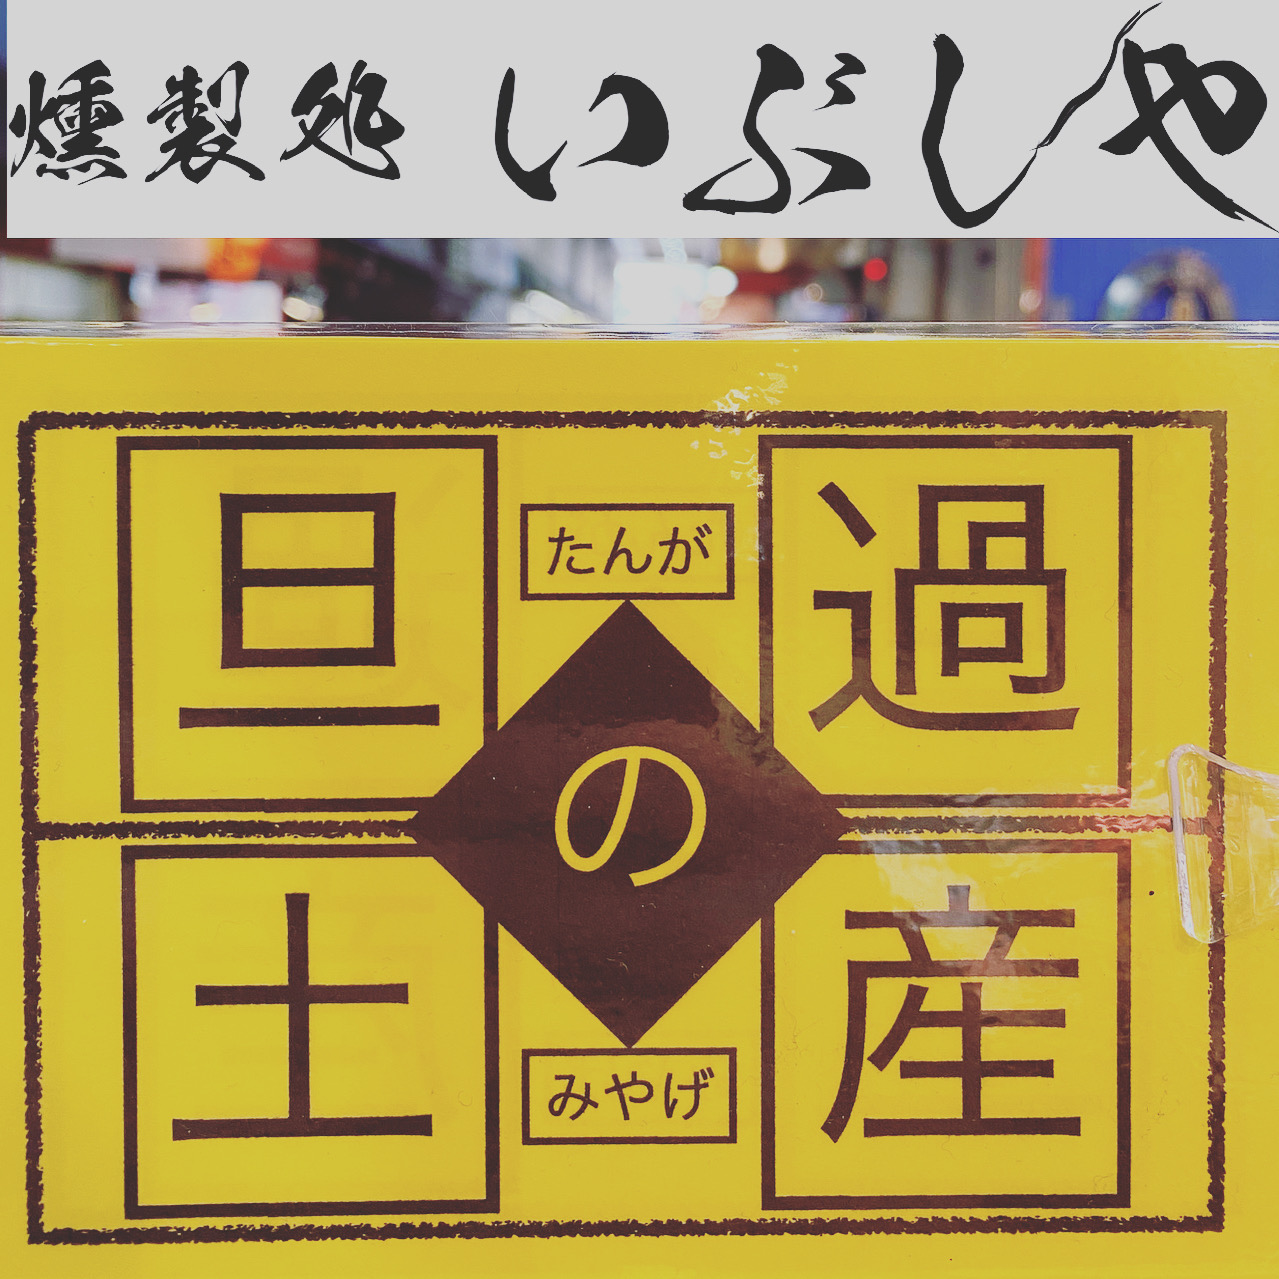 燻製処 いぶしや
旦過
たんが
の
土産
みやげ